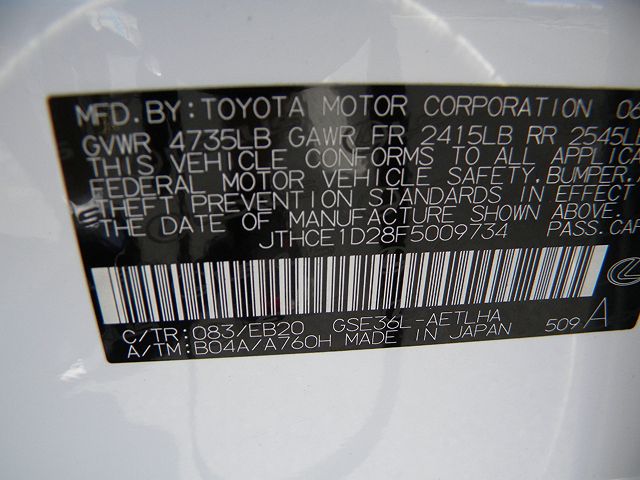 MFD. BY: TOYOTA MOTOR CORPORATION
GVWR 4735LB GAWR FR 2415LB RR 2545LB
THIS VEHICLE CONFORMS TO ALL
FEDERAL MOTOR VEHICLE SAFETY, BUMPER,
THEFT PREVENTION STANDARDS IN EFFECT
THE DATE OF MANUFACTURE SHOWN ABOVE.
JTHCE1D28F5009734 PASS.CAR
C/TR: 083/EB20 GSE36L-AETLHA
A/TM: B04A/A760H MADE IN JAPAN 509 A